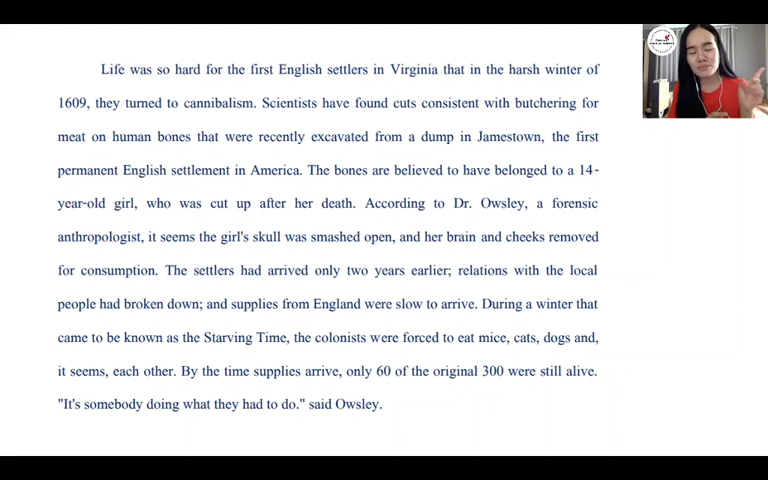 Life was so hard for the first English settlers in Virginia that in the harsh winter of
1609, they turned to cannibalism. Scientists have found cuts consistent with butchering for
meat on human bones that were recently excavated from a dump in Jamestown, the first
permanent English settlement in America. The bones are believed to have belonged to a 14-
year-old girl, who was cut up after her death. According to Dr. Owsley, a forensic
anthropologist, it seems the girl's skull was smashed open, and her brain and cheeks removed
for consumption. The settlers had arrived only two years earlier; relations with the local
people had broken down; and supplies from England were slow to arrive. During a winter that
came to be known as the Starving Time, the colonists were forced to eat mice, cats, dogs and,
it seems, each other. By the time supplies arrive, only 60 of the original 300 were still alive.
"It's somebody doing what they had to do." said Owsley.